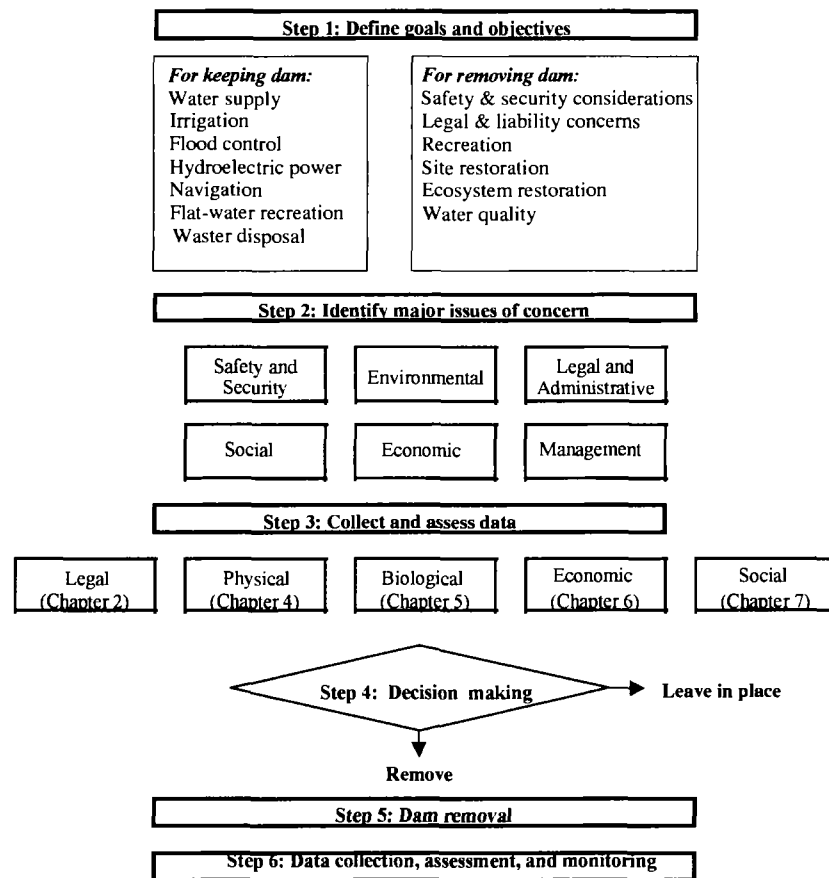 Step 1: Define goals and objectives
For keeping dam:
Water supply
Irrigation
Flood control
Hydroelectric power
Navigation
Flat-water recreation
Waster disposal
For removing dam:
Safety & security considerations
Legal & liability concerns
Recreation
Site restoration
Ecosystem restoration
Water quality
Step 2: Identify major issues of concern
Safety and
Security
Environmental
Legal and
Administrative
Social
Economic
Management
Step 3: Collect and assess data
Legal
(Chapter 2)
Physical
(Chapter 4)
Biological
(Chapter 5)
Economic
(Chapter 6)
Social
(Chapter 7)
Step 4: Decision making
Leave in place
Remove
Step 5: Dam removal
Step 6: Data collection, assessment, and monitoring